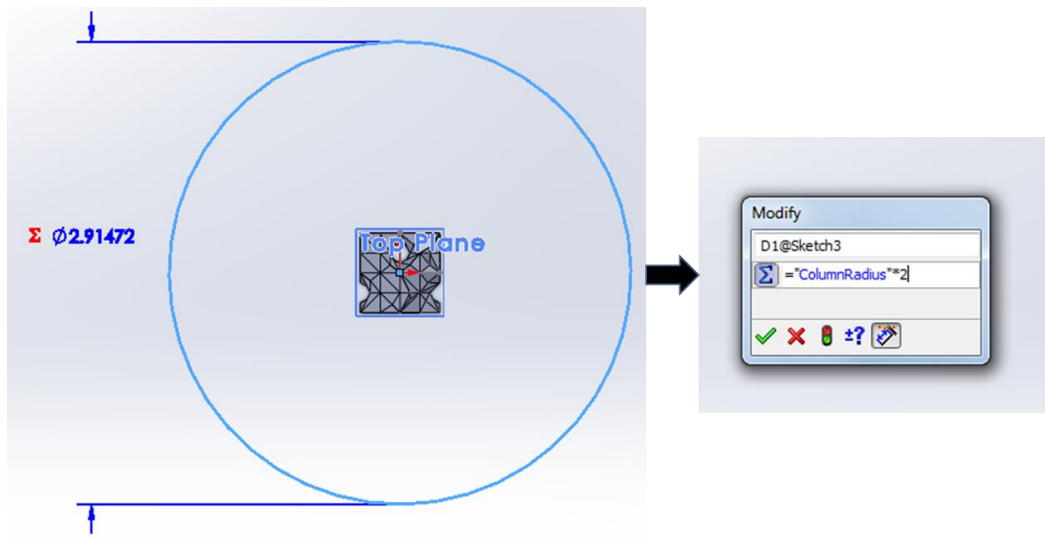 Σ Ø2.91472
Top Plane
Modify
D1@Sketch3
Σ ="ColumnRadius"*2
±?